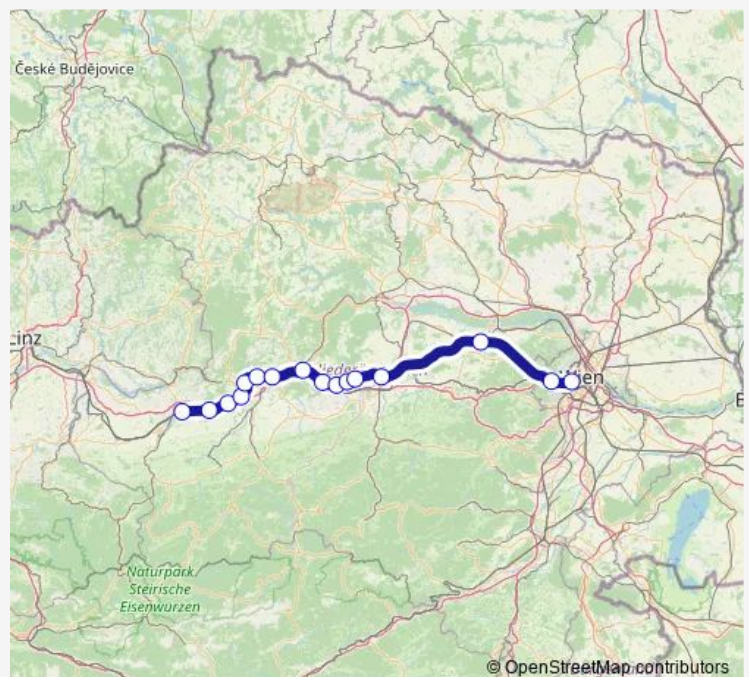 České Budějovice
Linz
Wien
Naturpark
Steirische
Eisenwurzen
© OpenStreetMap contributors